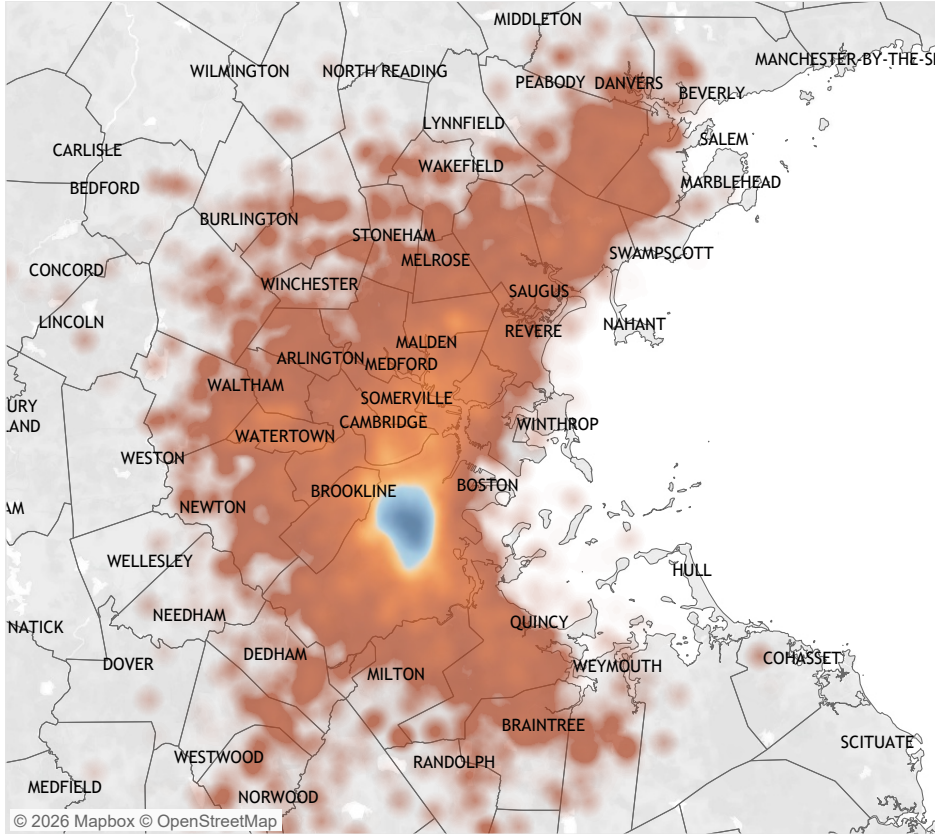 MIDDLETON
MANCHESTER-BY-THE-S
WILMINGTON
NORTH READING
PEABODY
DANVERS
BEVERLY
LYNNFIELD
SALEM
CARLISLE
WAKEFIELD
BEDFORD
MARBLEHEAD
BURLINGTON
STONEHAM
SWAMPSCOTT
MELROSE
CONCORD
WINCHESTER
SAUGUS
LINCOLN
REVERE
NAHANT
MALDEN
ARLINGTON
MEDFORD
WALTHAM
SOMERVILLE
URY
LAND
CAMBRIDGE
WINTHROP
WATERTOWN
WESTON
BROOKLINE
BOSTON
AM
NEWTON
WELLESLEY
HULL
NEEDHAM
QUINCY
NATICK
DEDHAM
DOVER
COHASSET
MILTON
WEYMOUTH
BRAINTREE
SCITUATE
WESTWOOD
RANDOLPH
MEDFIELD
NORWOOD
© 2026 Mapbox © OpenStreetMap